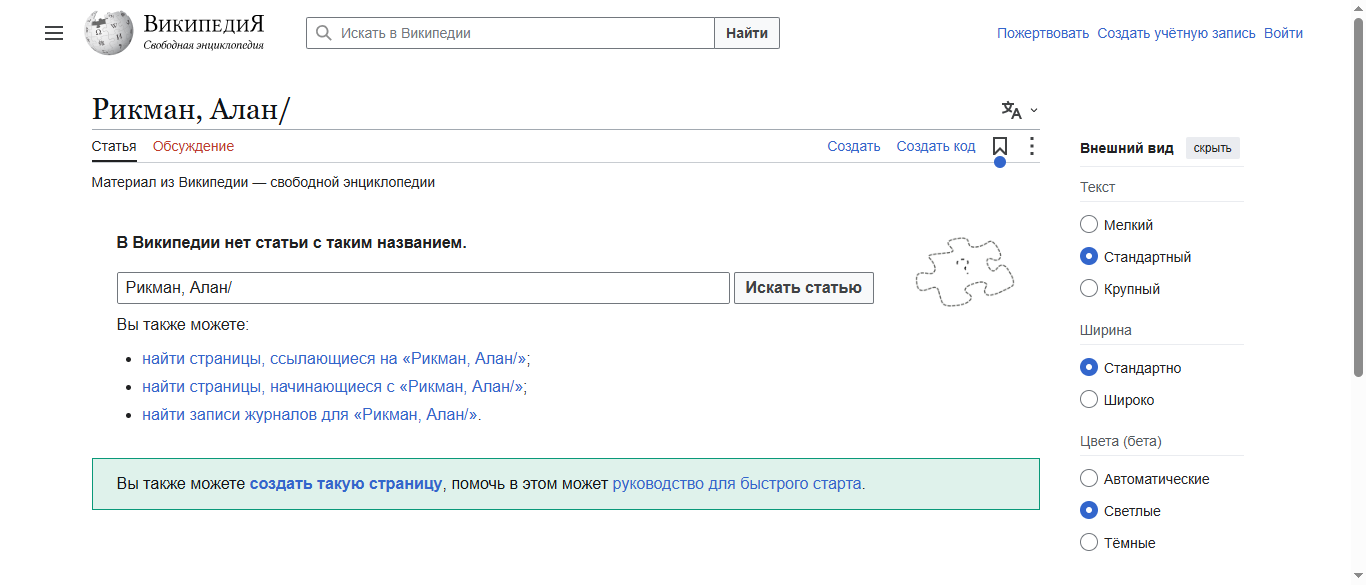 ВикипедиЯ
Свободная энциклопедия
Искать в Википедии
Найти
Пожертвовать Создать учётную запись Войти
Рикман, Алан/
Статья Обсуждение
Создать Создать код
Материал из Википедии — свободной энциклопедии
В Википедии нет статьи с таким названием.
Рикман, Алан/
Искать статью
Вы также можете:
найти страницы, ссылающиеся на «Рикман, Алан/»;
найти страницы, начинающиеся с «Рикман, Алан/»;
найти записи журналов для «Рикман, Алан/».
Вы также можете создать такую страницу, помочь в этом может руководство для быстрого старта.
Внешний вид скрыть
Текст
Мелкий
Стандартный
Крупный
Ширина
Стандартно
Широко
Цвета (бета)
Автоматические
Светлые
Тёмные